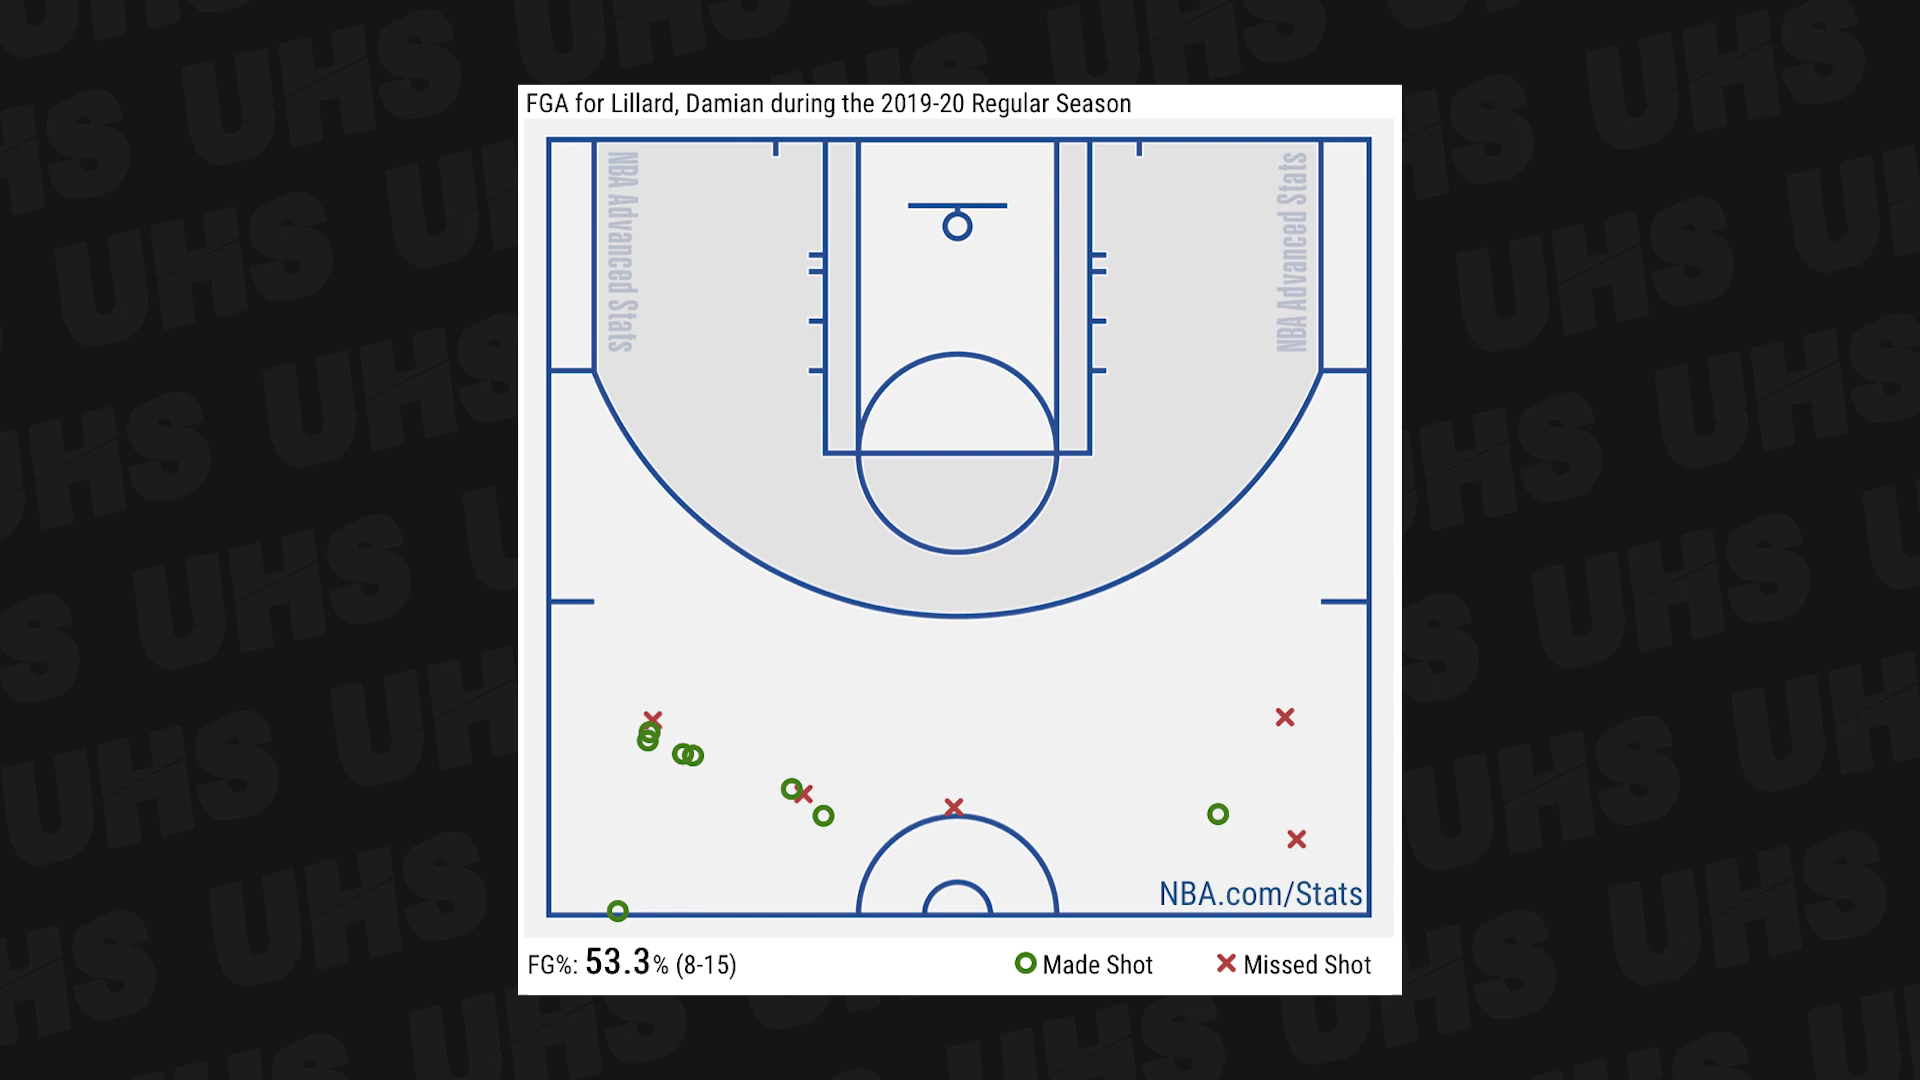 FGA for Lillard, Damian during the 2019-20 Regular Season
NBA Advanced Stats
NBA Advanced Stats
NBA.com/Stats
FG%: 53.3% (8-15)
Made Shot
Missed Shot
UHS